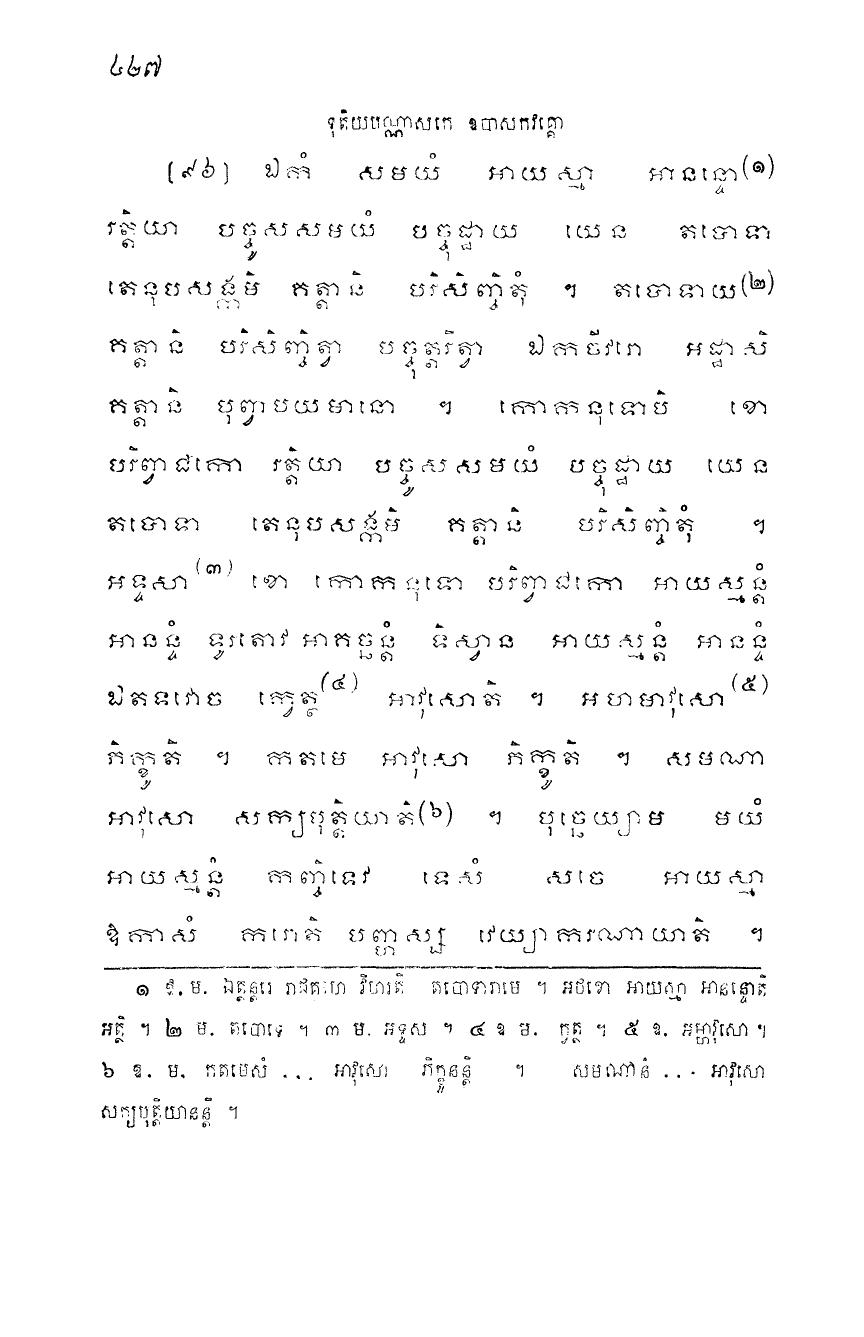 ៤២៧
ទុតិយបណ្ណាសកេ ឧបាសកវគ្គោ
[៩៦] ឯកំ សមយំ អាយស្មា អានន្ទោ(១)
រត្តិយា បច្ចូសសមយំ បច្ចុដ្ឋាយ យេន តបោទា
តេនុបសង្កមិ គត្តានិ បរិសិញ្ចិតុំ ។ តបោទាយ(២)
គត្តានិ បរិសិញ្ចិត្វា បច្ចុត្តរិត្វា ឯកចីវរោ អដ្ឋាសិ
គត្តានិ បុព្វាបយមានោ ។ កោកនុទោបិ ខោ
បរិព្វាជកោ រត្តិយា បច្ចូសសមយំ បច្ចុដ្ឋាយ យេន
តបោទា តេនុបសង្កមិ គត្តានិ បរិសិញ្ចិតុំ ។
អទ្ទសា(៣) ខោ កោកនុទោ បរិព្វាជកោ អាយស្មន្តំ
អានន្ទំ ទូរតោវ អាគច្ឆន្តំ ទិស្វាន អាយស្មន្តំ អានន្ទំ
ឯតទវោច ក្វេត្ថ(៤) អាវុសោតិ ។ អហមាវុសោ(៥)
ភិក្ខូតិ ។ កតមេ អាវុសោ ភិក្ខូតិ ។ សមណា
អាវុសោ សក្យបុត្តិយាតិ(៦) ។ បុច្ឆេយ្យាម មយំ
អាយស្មន្តំ កញ្ចិទេវ ទេសំ សចេ អាយស្មា
ឱកាសំ ករោតិ បញ្ហស្ស វេយ្យាករណាយាតិ ។
១ ឱ. ម. ឯត្ថន្តរេ រាជគហេ វិហរតិ តបោទារាមេ ។ អថខោ អាយស្មា អានន្ទោតិ
អត្ថិ ។ ២ ម. តបោទេ ។ ៣ ម. អទ្ទស ។ ៤ ឱ ម. ក្វត្ថ ។ ៥ ឱ. អម្ហាវុសោ ។
៦ ឱ. ម. កតមេសំ ... អាវុសោ ភិក្ខូនន្តិ ។ សមណានំ ... អាវុសោ
សក្យបុត្តិយានន្តិ ។